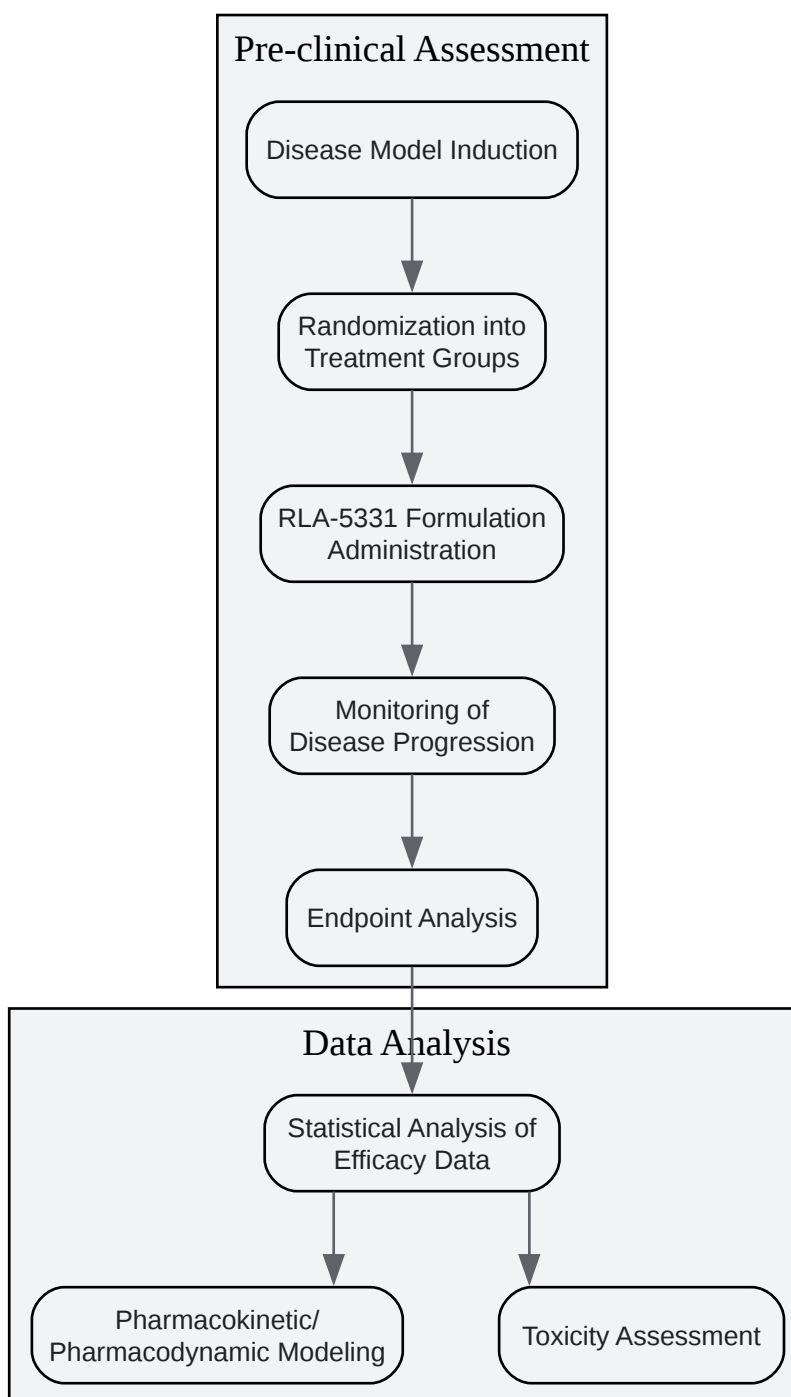 Pre-clinical Assessment
Disease Model Induction
Randomization into
Treatment Groups
RLA-5331 Formulation
Administration
Monitoring of
Disease Progression
Endpoint Analysis
Data Analysis
Statistical Analysis of
Efficacy Data
Pharmacokinetic/
Pharmacodynamic Modeling
Toxicity Assessment